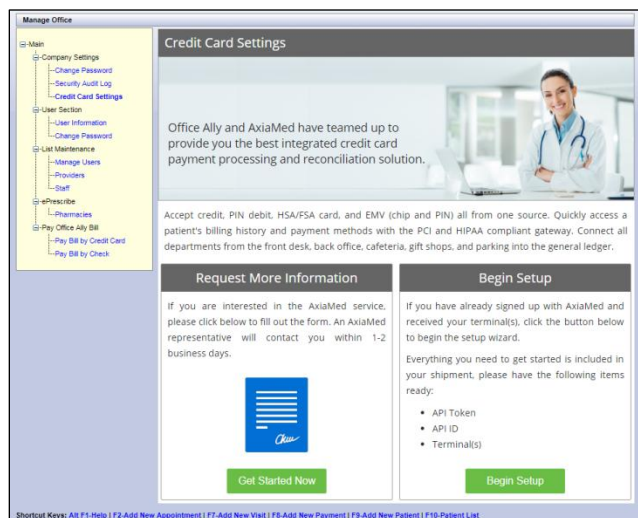 Manage Office
Main
Company Settings
Change Password
Security Audit Log
Credit Card Settings
User Section
User Information
Change Password
List Maintenance
Manage Users
Providers
Staff
ePrescribe
Pharmacies
Pay Office Ally Bill
Pay Bill by Credit Card
Pay Bill by Check
Credit Card Settings
Office Ally and AxiaMed have teamed up to
provide you the best integrated credit card
payment processing and reconciliation solution.
Accept credit, PIN debit, HSA/FSA card, and EMV (chip and PIN) all from one source. Quickly access a
patient's billing history and payment methods with the PCI and HIPAA compliant gateway. Connect all
departments from the front desk, back office, cafeteria, gift shops, and parking into the general ledger.
Request More Information
If you are interested in the AxiaMed service,
please click below to fill out the form. An AxiaMed
representative will contact you within 1-2
business days.
Get Started Now
Begin Setup
If you have already signed up with AxiaMed and
received your terminal(s), click the button below
to begin the setup wizard.
Everything you need to get started is included in
your shipment, please have the following items
ready:
• API Token
• API ID
• Terminal(s)
Begin Setup
Shortcut Keys: Alt F1-Help | F2-Add New Appointment | F7-Add New Visit | F8-Add New Payment | F9-Add New Patient | F10-Patient List